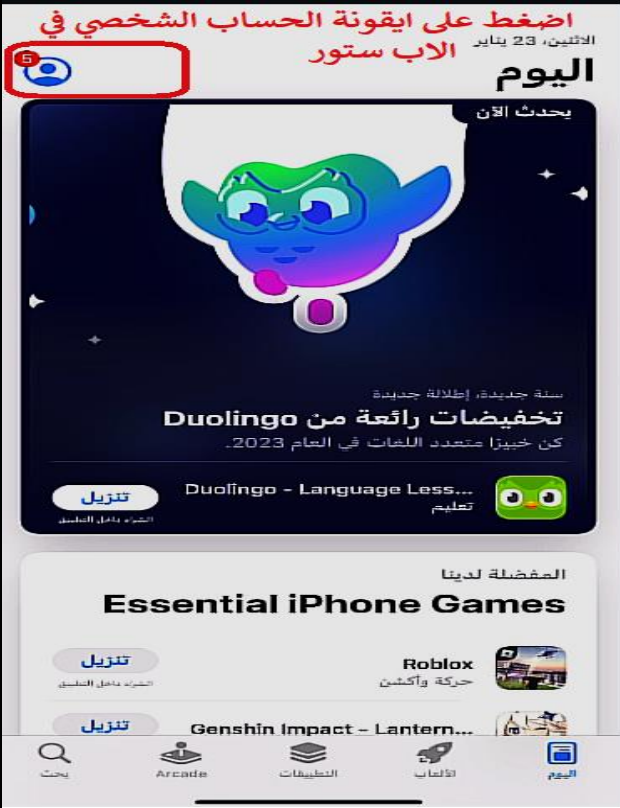 اضغط على ايقونة الحساب الشخصي في
الاب ستور
الاثنين، 23 يناير
5
اليوم
يحدث الآن
سنة جديدة، إطلالة جديدة
تخفيضات رائعة من Duolingo
كن خبيرًا متعدد اللغات في العام 2023.
Duolingo - Language Less...
تعليم
تنزيل
الشراء داخل التطبيق
المفضلة لدينا
Essential iPhone Games
Roblox
حركة وأكشن
تنزيل
الشراء داخل التطبيق
Genshin Impact - Lantern...
تنزيل
اليوم
الألعاب
التطبيقات
Arcade
بحث